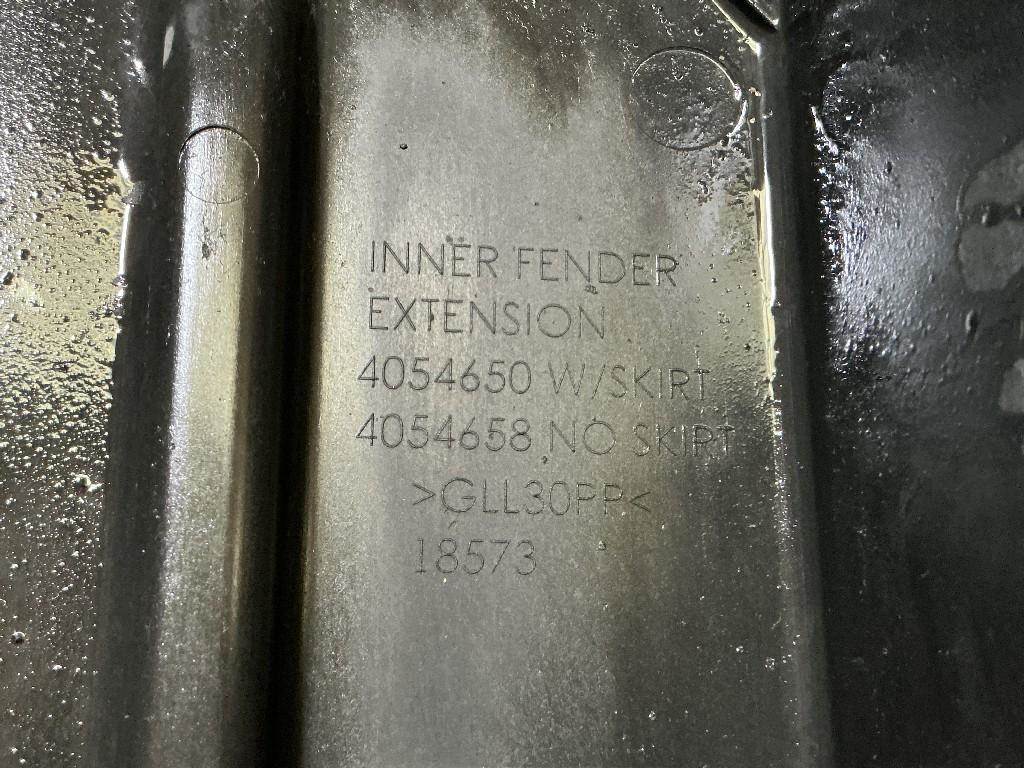 INNER FENDER
EXTENSION
4054650 W/SKIRT
4054658 NO SKIRT
>GLL30PP<
18573